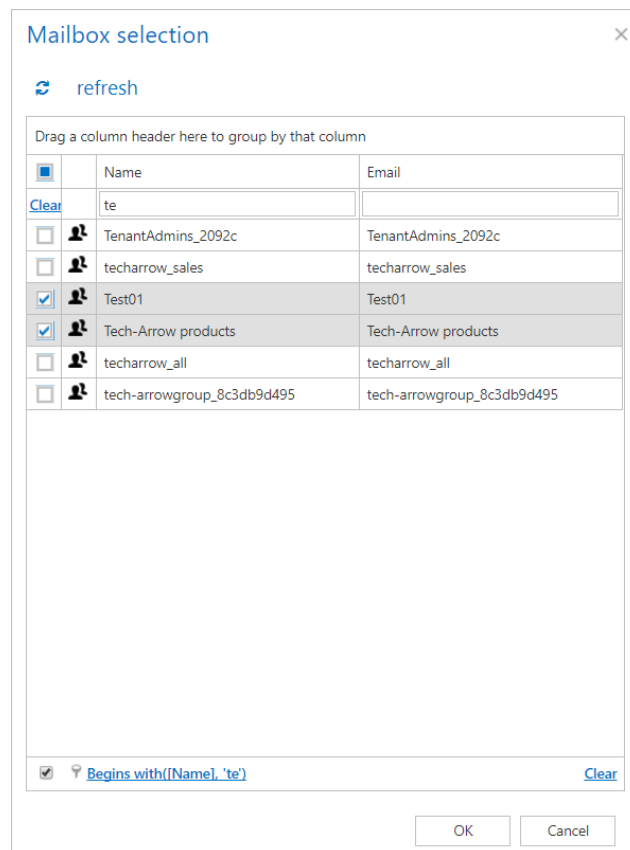 Mailbox selection
refresh
Drag a column header here to group by that column
Name Email
Clear te
TenantAdmins_2092c TenantAdmins_2092c
techarrow_sales techarrow_sales
Test01 Test01
Tech-Arrow products Tech-Arrow products
techarrow_all techarrow_all
tech-arrowgroup_8c3db9d495 tech-arrowgroup_8c3db9d495
Begins with([Name], 'te') Clear
OK Cancel